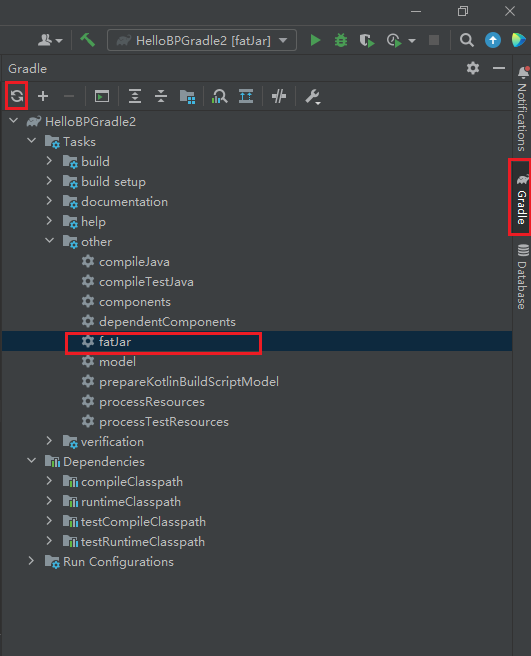 HelloBPGradle2 [fatJar]
Gradle
HelloBPGradle2
Tasks
build
build setup
documentation
help
other
compileJava
compileTestJava
components
dependentComponents
fatJar
model
prepareKotlinBuildScriptModel
processResources
processTestResources
verification
Dependencies
compileClasspath
runtimeClasspath
testCompileClasspath
testRuntimeClasspath
Run Configurations
Notifications
Gradle
Database